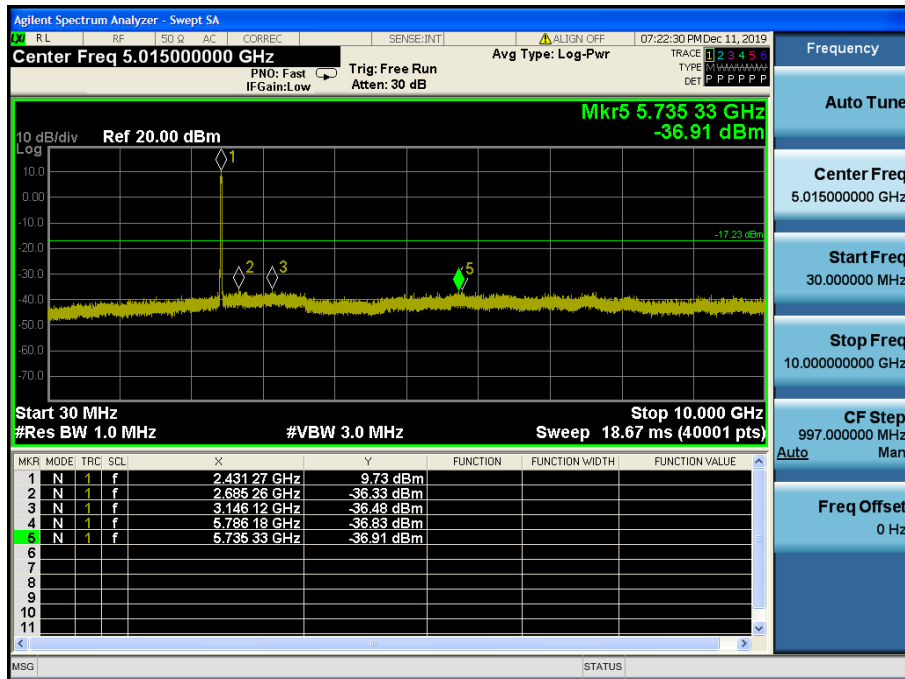 Agilent Spectrum Analyzer - Swept SA
LXI RL RF 50 Ω AC CORREC SENSE:INT ALIGN OFF 07:22:30 PM Dec 11, 2019
Center Freq 5.015000000 GHz
PNO: Fast
IFGain:Low
Trig: Free Run
Atten: 30 dB
Avg Type: Log-Pwr
TRACE 1 2 3 4 5 6
TYPE M WWWWW
DET P P P P P P
Mkr5 5.735 33 GHz
-36.91 dBm
10 dB/div Ref 20.00 dBm
Log
10.0
0.00
-10.0
-20.0
-30.0
-40.0
-50.0
-60.0
-70.0
1
2
3
5
-17.23 dBm
Start 30 MHz Stop 10.000 GHz
#Res BW 1.0 MHz #VBW 3.0 MHz Sweep 18.67 ms (40001 pts)
MKR MODE TRC SCL X Y FUNCTION FUNCTION WIDTH FUNCTION VALUE
1 N 1 f 2.431 27 GHz 9.73 dBm
2 N 1 f 2.685 26 GHz -36.33 dBm
3 N 1 f 3.146 12 GHz -36.48 dBm
4 N 1 f 5.786 18 GHz -36.83 dBm
5 N 1 f 5.735 33 GHz -36.91 dBm
6
7
8
9
10
11
MSG STATUS
Frequency
Auto Tune
Center Freq
5.015000000 GHz
Start Freq
30.000000 MHz
Stop Freq
10.000000000 GHz
CF Step
997.000000 MHz
Auto Man
Freq Offset
0 Hz